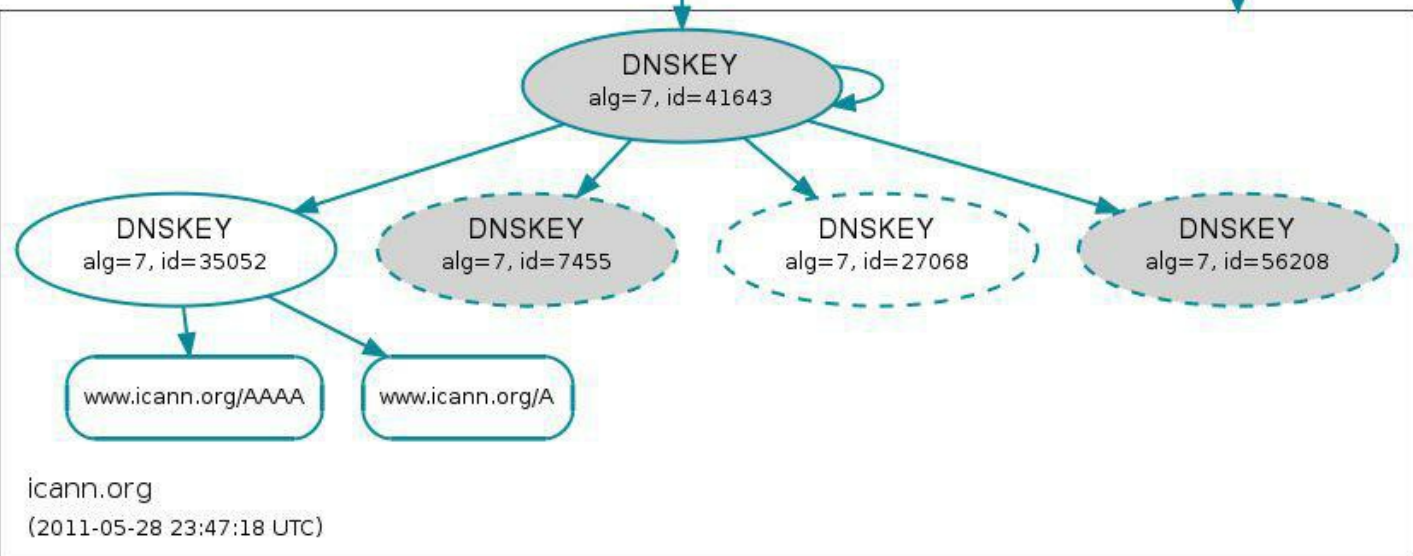 DNSKEY
alg=7, id=41643
DNSKEY
alg=7, id=35052
DNSKEY
alg=7, id=7455
DNSKEY
alg=7, id=27068
DNSKEY
alg=7, id=56208
www.icann.org/AAAA
www.icann.org/A
icann.org
(2011-05-28 23:47:18 UTC)